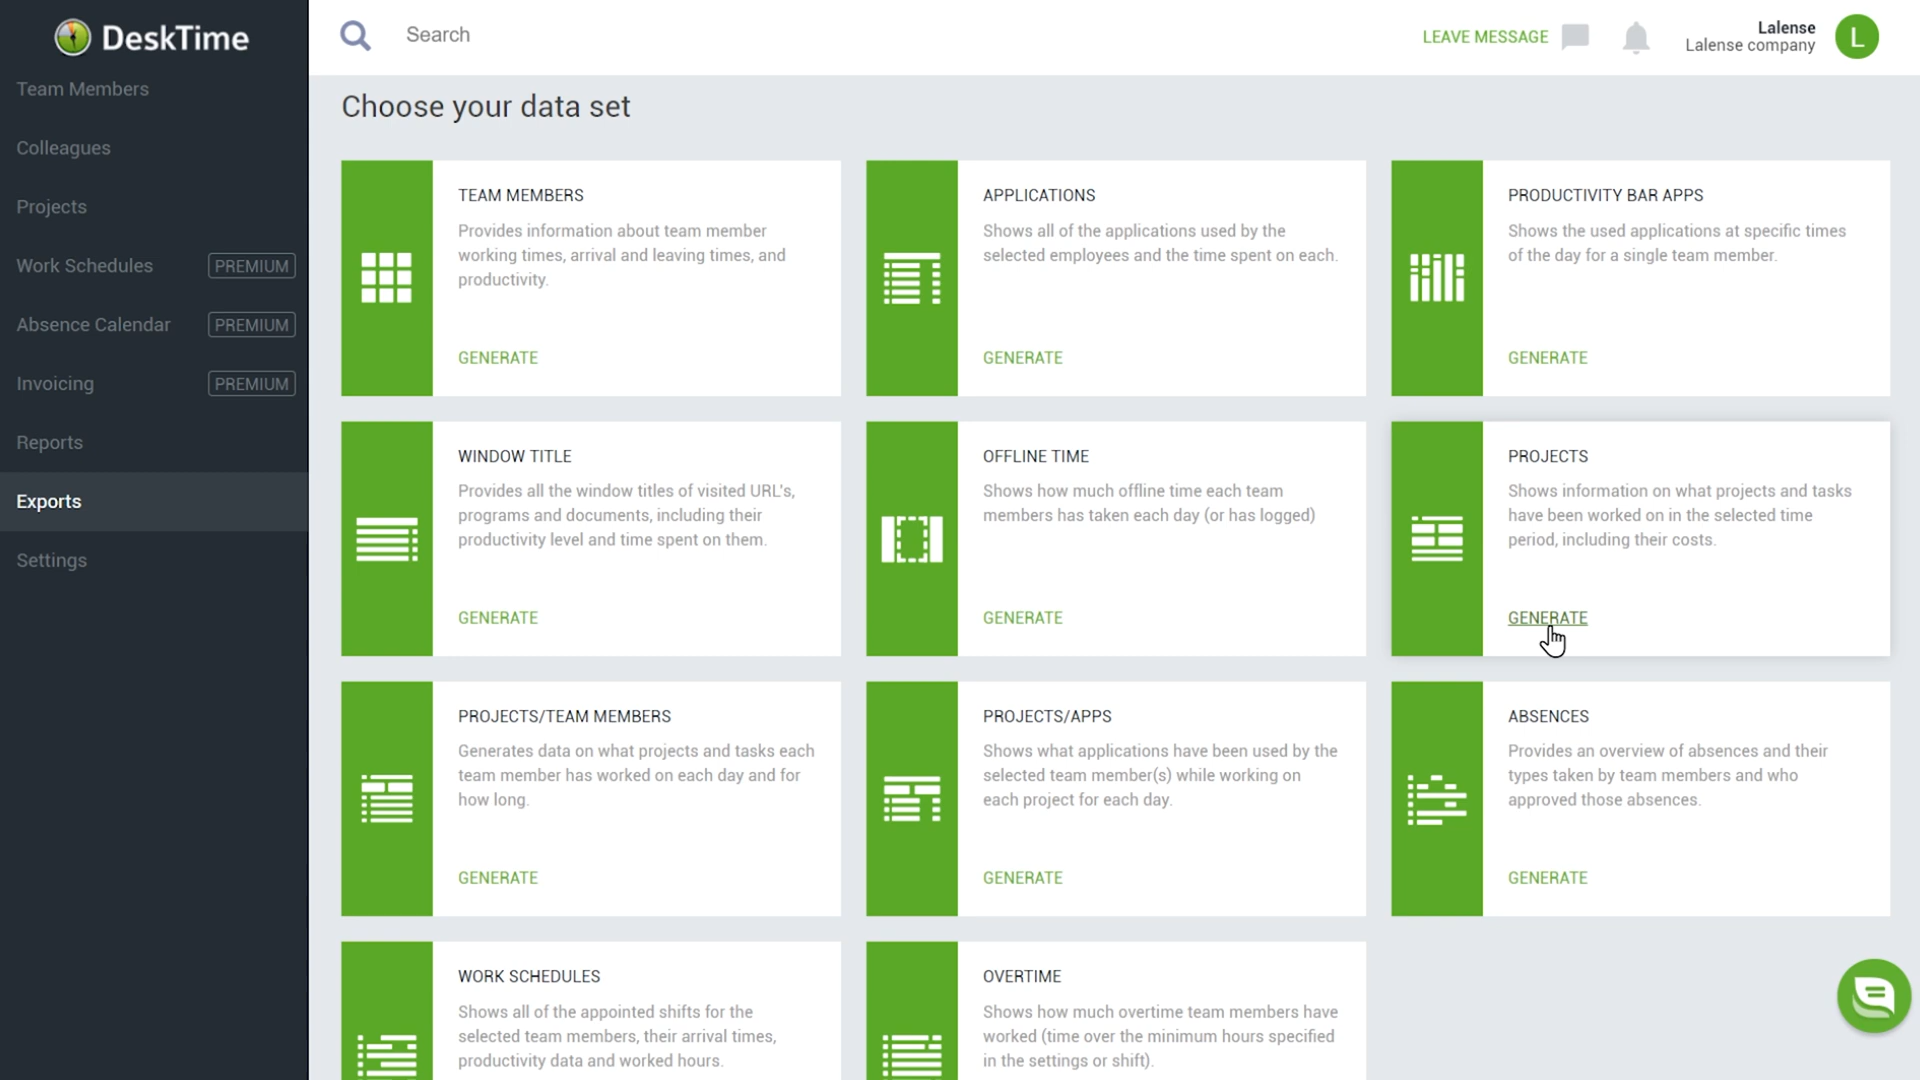 DeskTime
Team Members
Colleagues
Projects
Work Schedules PREMIUM
Absence Calendar PREMIUM
Invoicing PREMIUM
Reports
Exports
Settings
Search
LEAVE MESSAGE
Lalense
Lalense company
L
Choose your data set
TEAM MEMBERS
Provides information about team member
working times, arrival and leaving times, and
productivity.
GENERATE
APPLICATIONS
Shows all of the applications used by the
selected employees and the time spent on each.
GENERATE
PRODUCTIVITY BAR APPS
Shows the used applications at specific times
of the day for a single team member.
GENERATE
WINDOW TITLE
Provides all the window titles of visited URL's,
programs and documents, including their
productivity level and time spent on them.
GENERATE
OFFLINE TIME
Shows how much offline time each team
members has taken each day (or has logged)
GENERATE
PROJECTS
Shows information on what projects and tasks
have been worked on in the selected time
period, including their costs.
GENERATE
PROJECTS/TEAM MEMBERS
Generates data on what projects and tasks each
team member has worked on each day and for
how long.
GENERATE
PROJECTS/APPS
Shows what applications have been used by the
selected team member(s) while working on
each project for each day.
GENERATE
ABSENCES
Provides an overview of absences and their
types taken by team members and who
approved those absences.
GENERATE
WORK SCHEDULES
Shows all of the appointed shifts for the
selected team members, their arrival times,
productivity data and worked hours.
OVERTIME
Shows how much overtime team members have
worked (time over the minimum hours specified
in the settings or shift).